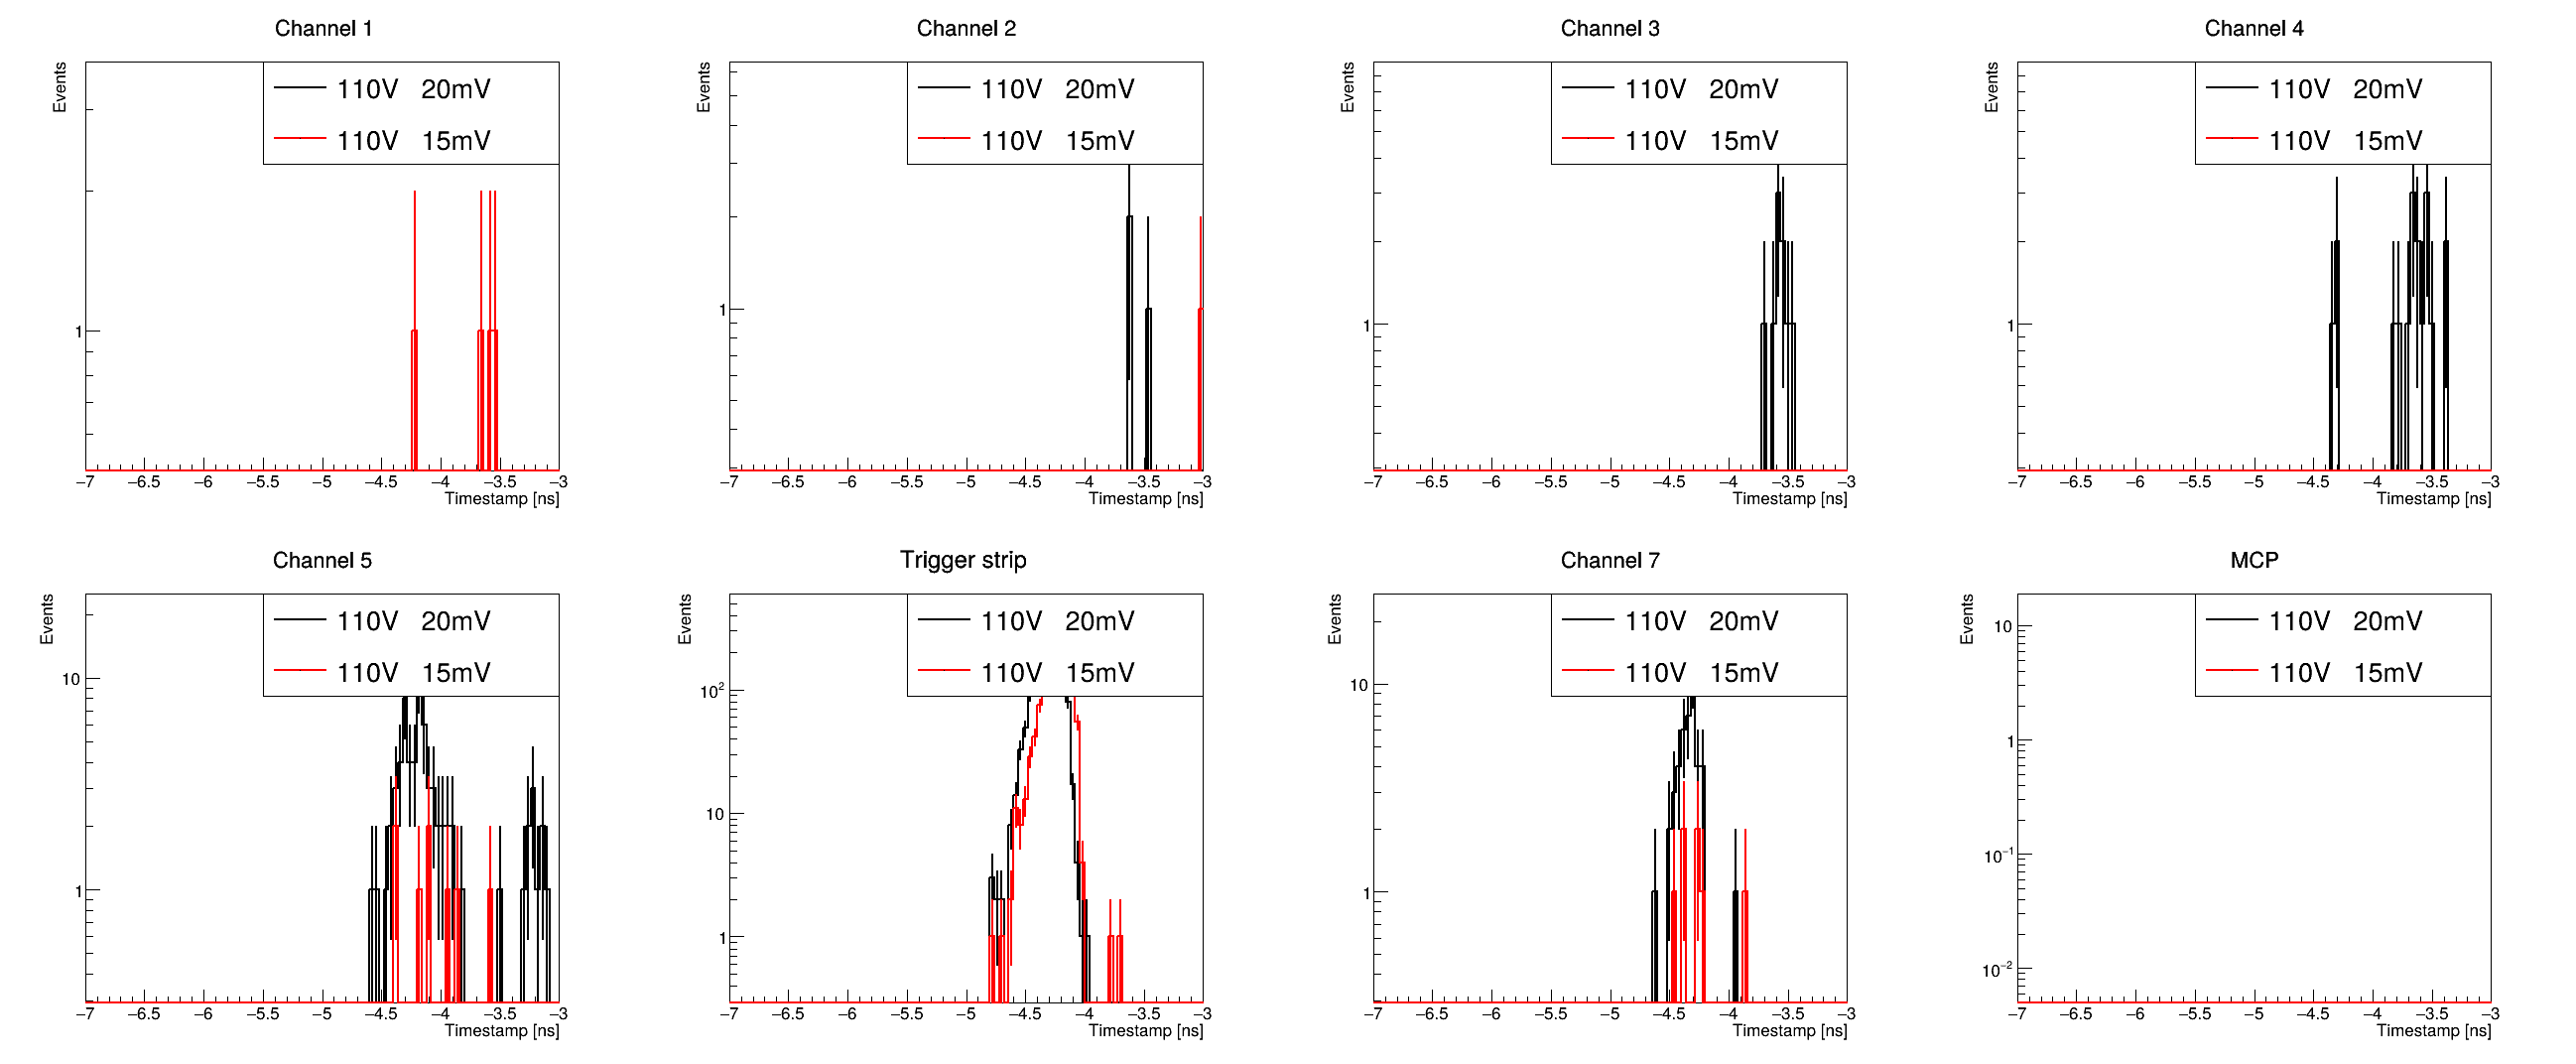 Channel 1
Events
110V 20mV
110V 15mV
1
−7 −6.5 −6 −5.5 −5 −4.5 −4 −3.5 −3
Timestamp [ns]
Channel 2
Events
110V 20mV
110V 15mV
1
−7 −6.5 −6 −5.5 −5 −4.5 −4 −3.5 −3
Timestamp [ns]
Channel 3
Events
110V 20mV
110V 15mV
1
−7 −6.5 −6 −5.5 −5 −4.5 −4 −3.5 −3
Timestamp [ns]
Channel 4
Events
110V 20mV
110V 15mV
1
−7 −6.5 −6 −5.5 −5 −4.5 −4 −3.5 −3
Timestamp [ns]
Channel 5
Events
110V 20mV
110V 15mV
10
1
−7 −6.5 −6 −5.5 −5 −4.5 −4 −3.5 −3
Timestamp [ns]
Trigger strip
Events
110V 20mV
110V 15mV
10²
10
1
−7 −6.5 −6 −5.5 −5 −4.5 −4 −3.5 −3
Timestamp [ns]
Channel 7
Events
110V 20mV
110V 15mV
10
1
−7 −6.5 −6 −5.5 −5 −4.5 −4 −3.5 −3
Timestamp [ns]
MCP
Events
110V 20mV
110V 15mV
10
1
10⁻¹
10⁻²
−7 −6.5 −6 −5.5 −5 −4.5 −4 −3.5 −3
Timestamp [ns]